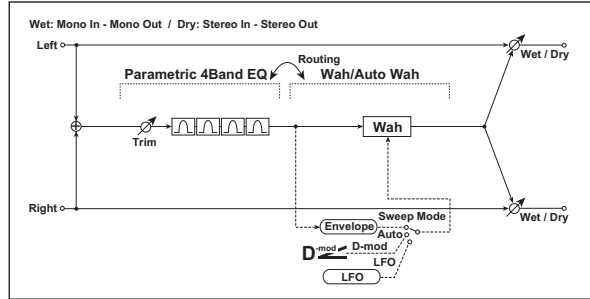 Wet: Mono In - Mono Out / Dry: Stereo In - Stereo Out
Left
Wet / Dry
Routing
Parametric 4Band EQ
Wah/Auto Wah
Trim
Wah
Right
Wet / Dry
Sweep Mode
Envelope
Auto
D-mod
D-mod
LFO
LFO